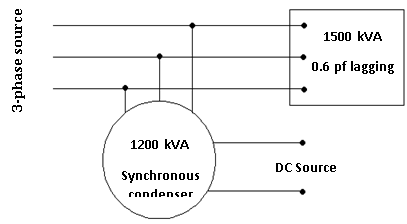 3-phase source
1500 kVA
0.6 pf lagging
1200 kVA
Synchronous
condenser
DC Source